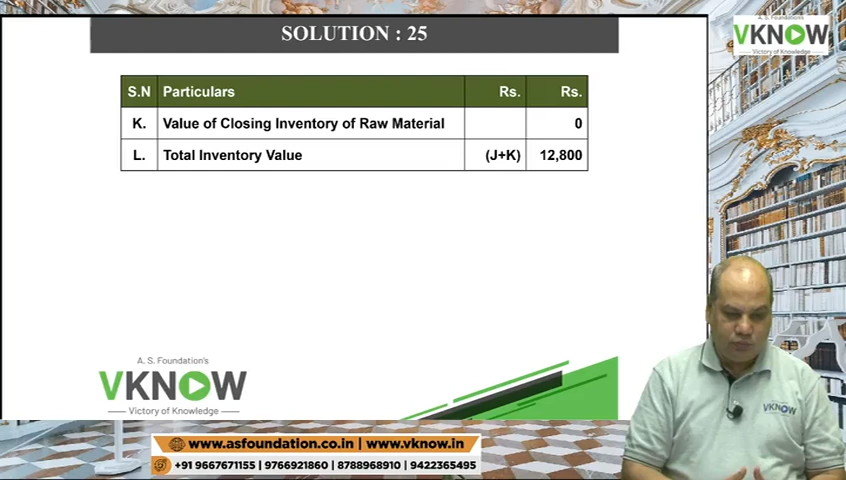 SOLUTION : 25
A. S. Foundation's
VKNOW
Victory of Knowledge
S.N Particulars Rs. Rs.
K. Value of Closing Inventory of Raw Material 0
L. Total Inventory Value (J+K) 12,800
A. S. Foundation's
VKNOW
Victory of Knowledge
VKNOW
www.asfoundation.co.in | www.vknow.in
+91 9667671155 | 9766921860 | 8788968910 | 9422365495